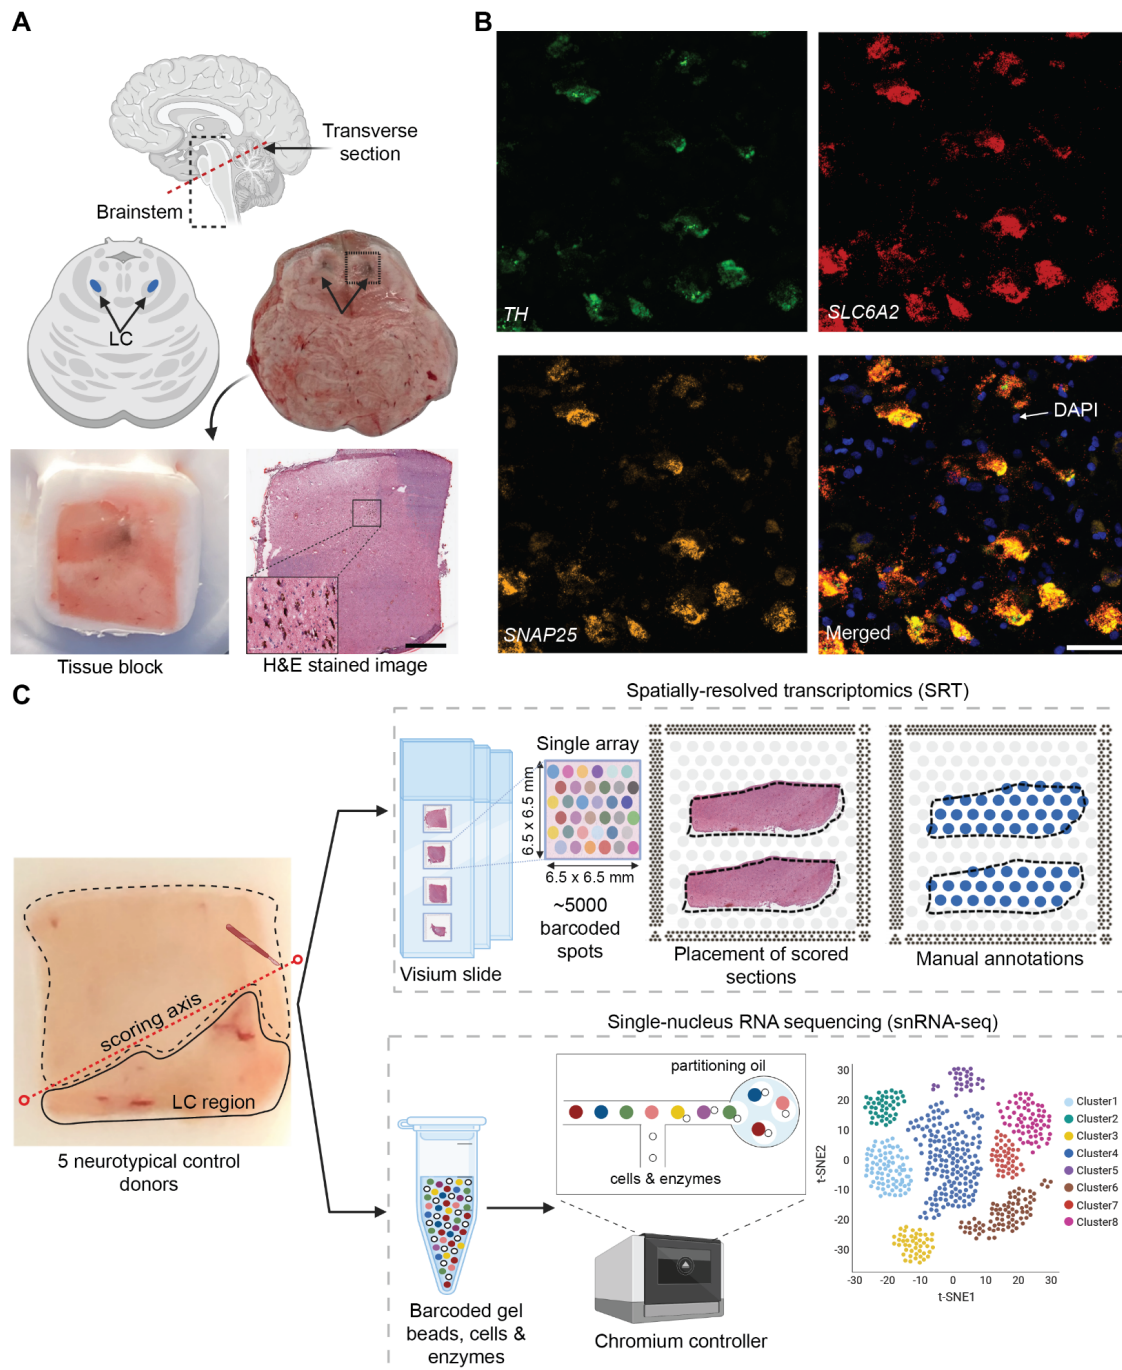 A
Transverse
section
Brainstem
LC
Tissue block
H&E stained image
B
TH
SLC6A2
SNAP25
DAPI
Merged
C
Spatially-resolved transcriptomics (SRT)
Single array
6.5 x 6.5 mm
6.5 x 6.5 mm
~5000
barcoded
spots
Visium slide
Placement of scored
sections
Manual annotations
scoring axis
LC region
5 neurotypical control
donors
Single-nucleus RNA sequencing (snRNA-seq)
partitioning oil
cells & enzymes
Barcoded gel
beads, cells &
enzymes
Chromium controller
t-SNE2
30
20
10
0
-10
-20
-30
-30 -20 -10 0 10 20 30
t-SNE1
Cluster1
Cluster2
Cluster3
Cluster4
Cluster5
Cluster6
Cluster7
Cluster8